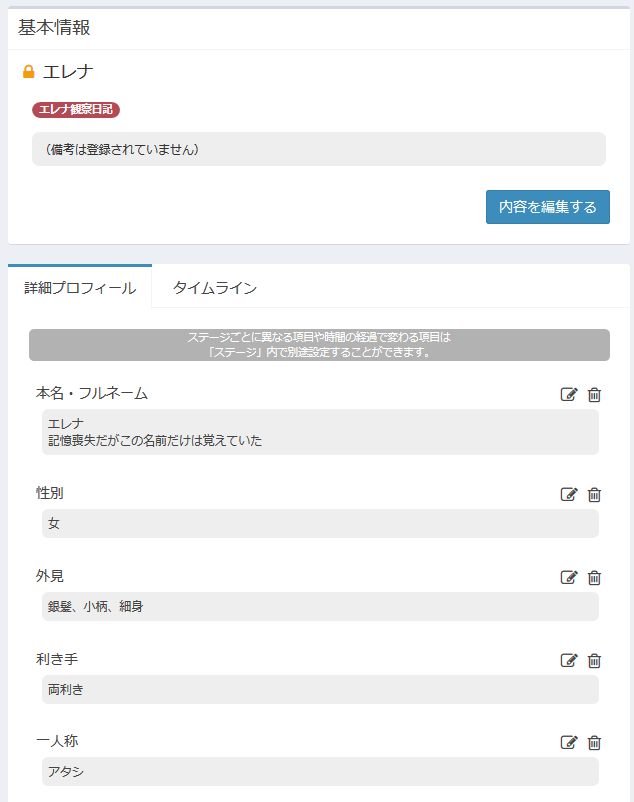 基本情報
エレナ
エレナ観察日記
（備考は登録されていません）
内容を編集する
詳細プロフィール
タイムライン
ステージごとに異なる項目や時間の経過で変わる項目は
「ステージ」内で別途設定することができます。
本名・フルネーム
エレナ
記憶喪失だがこの名前だけは覚えていた
性別
女
外見
銀髪、小柄、細身
利き手
両利き
一人称
アタシ